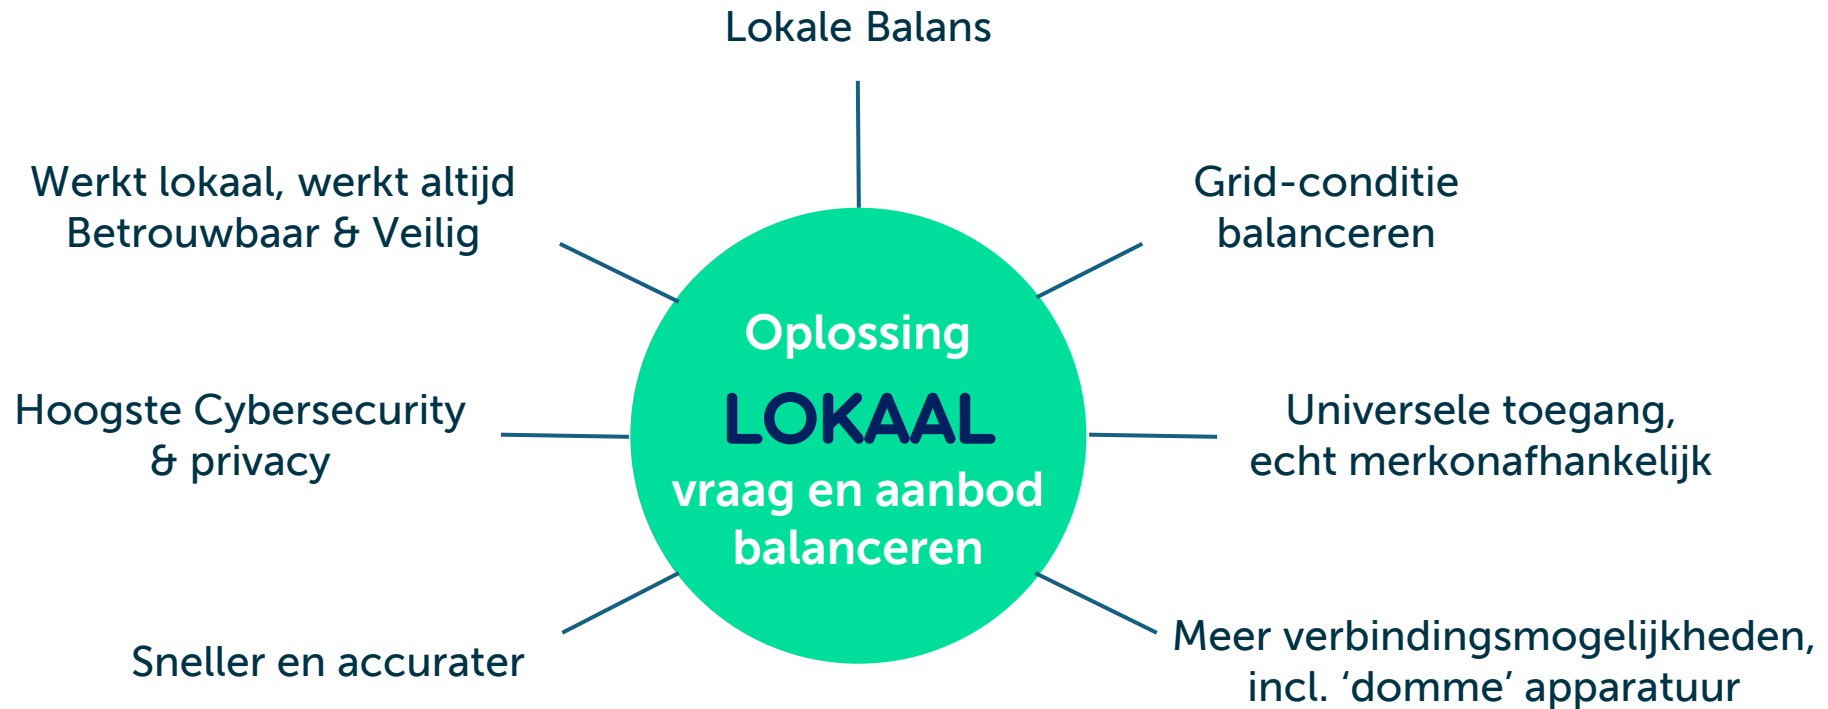 Lokale Balans
Werkt lokaal, werkt altijd
Betrouwbaar & Veilig
Grid-conditie
balanceren
Oplossing
LOKAAL
vraag en aanbod
balanceren
Hoogste Cybersecurity
& privacy
Universele toegang,
echt merkonafhankelijk
Sneller en accurater
Meer verbindingsmogelijkheden,
incl. ‘domme’ apparatuur